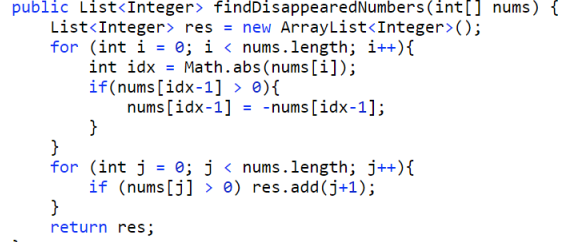 public List<Integer> findDisappearedNumbers(int[] nums) {
    List<Integer> res = new ArrayList<Integer>();
    for (int i = 0; i < nums.length; i++){
        int idx = Math.abs(nums[i]);
        if(nums[idx-1] > 0){
            nums[idx-1] = -nums[idx-1];
        }
    }
    for (int j = 0; j < nums.length; j++){
        if (nums[j] > 0) res.add(j+1);
    }
    return res;